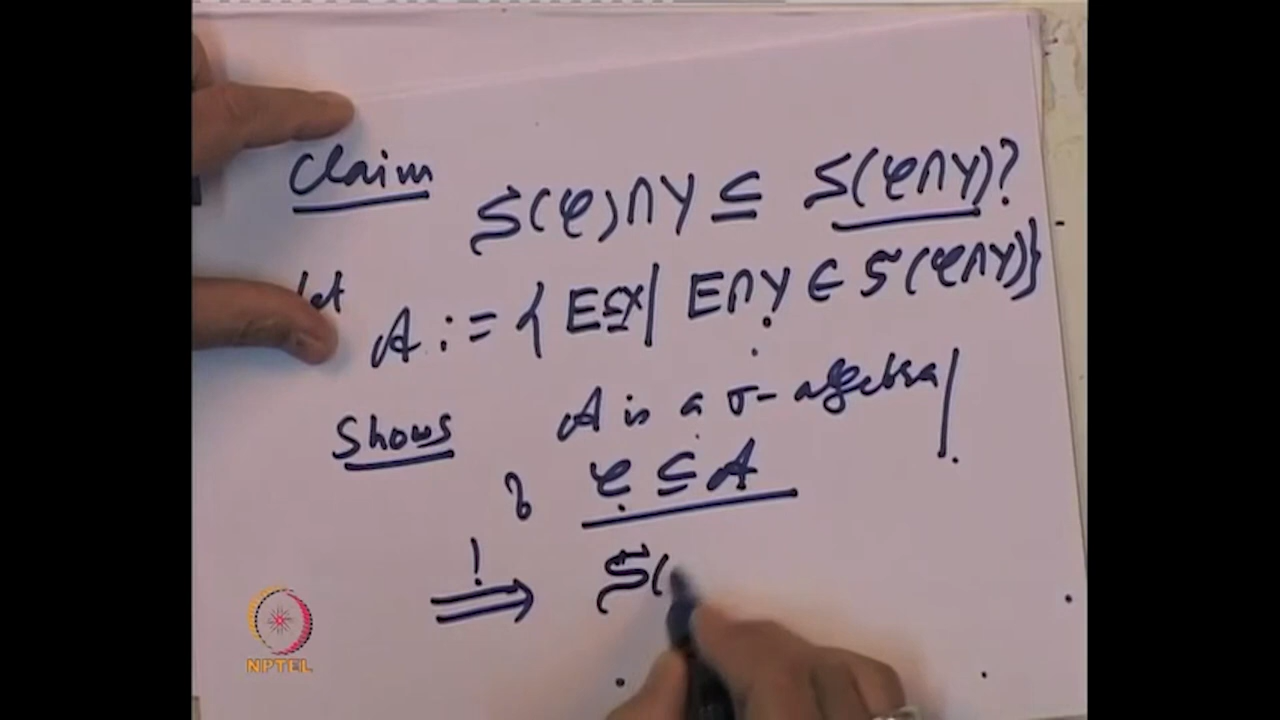 Claim
S(𝒞)∩Y ⊆ S(𝒞∩Y)?
Let 𝒜 := { E⊆X | E∩Y ∈ S(𝒞∩Y)}
Shows 𝒜 is a σ-algebra
& 𝒞 ⊆ 𝒜
! ⟹ S(
NPTEL